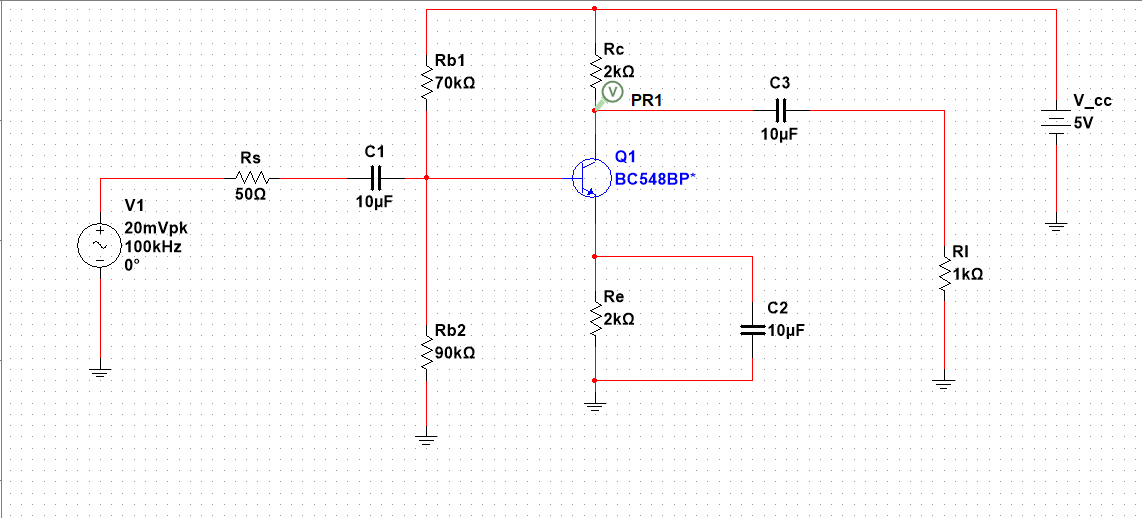 Rb1
70kΩ
Rc
2kΩ
V
PR1
C3
10µF
V_cc
5V
Rs
50Ω
C1
10µF
Q1
BC548BP*
V1
20mVpk
100kHz
0°
Rl
1kΩ
Re
2kΩ
C2
10µF
Rb2
90kΩ